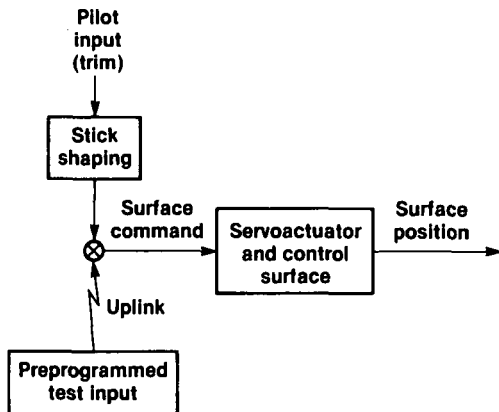 Pilot
input
(trim)
Stick
shaping
Surface
command
Servoactuator
and control
surface
Surface
position
Uplink
Preprogrammed
test input